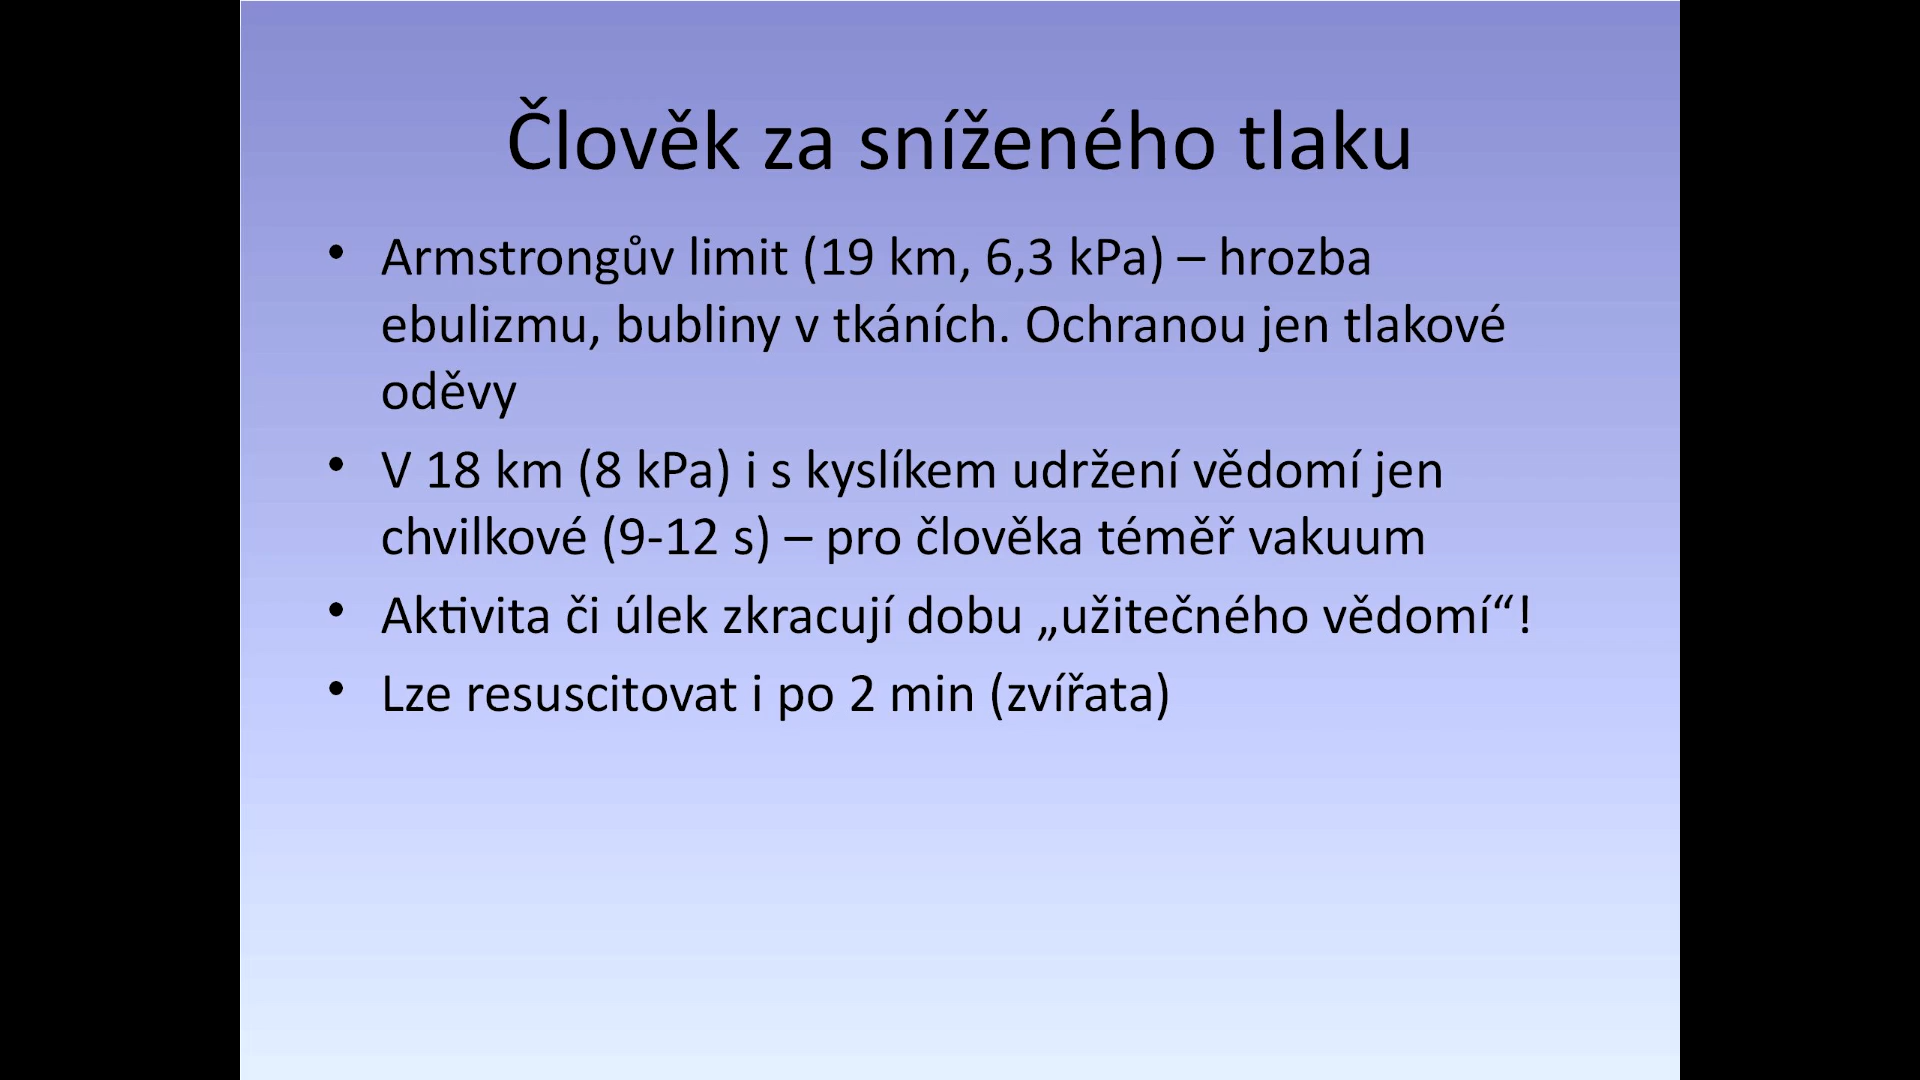 Člověk za sníženého tlaku
• Armstrongův limit (19 km, 6,3 kPa) – hrozba
ebulizmu, bubliny v tkáních. Ochranou jen tlakové
oděvy
• V 18 km (8 kPa) i s kyslíkem udržení vědomí jen
chvilkové (9-12 s) – pro člověka téměř vakuum
• Aktivita či úlek zkracují dobu „užitečného vědomí“!
• Lze resuscitovat i po 2 min (zvířata)